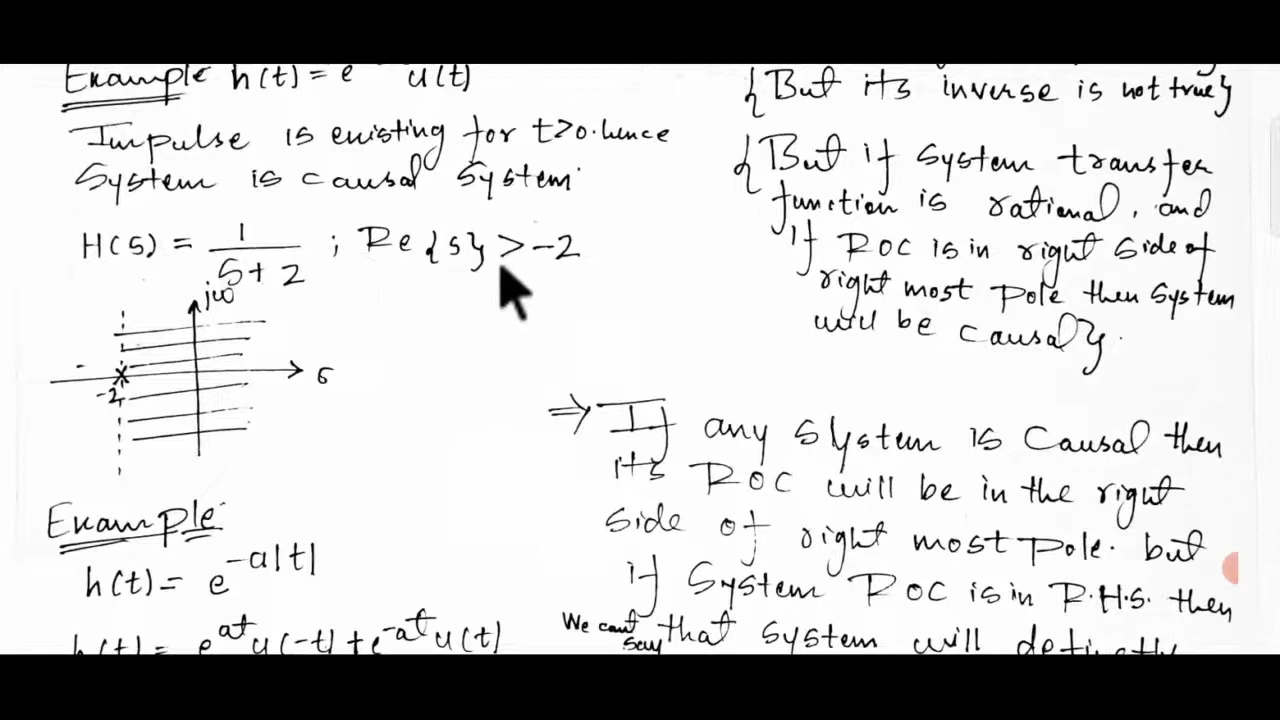 Example h(t) = e u(t)
Impulse is existing for t>0. hence
System is causal System.
H(s) = 1/(s+2) ; Re{s} > -2
jω
-2
σ
Example
h(t) = e^-a|t|
h(t) = e^at u(-t) + e^-at u(t)
{But its inverse is not true}
{But if System transfer
function is rational, and
if ROC is in right side of
right most pole then System
will be causal}.
⇒ If any System is Causal then
its ROC will be in the right
side of right most pole. but
if System ROC is in R.H.S. then
We can't say that System will definetly